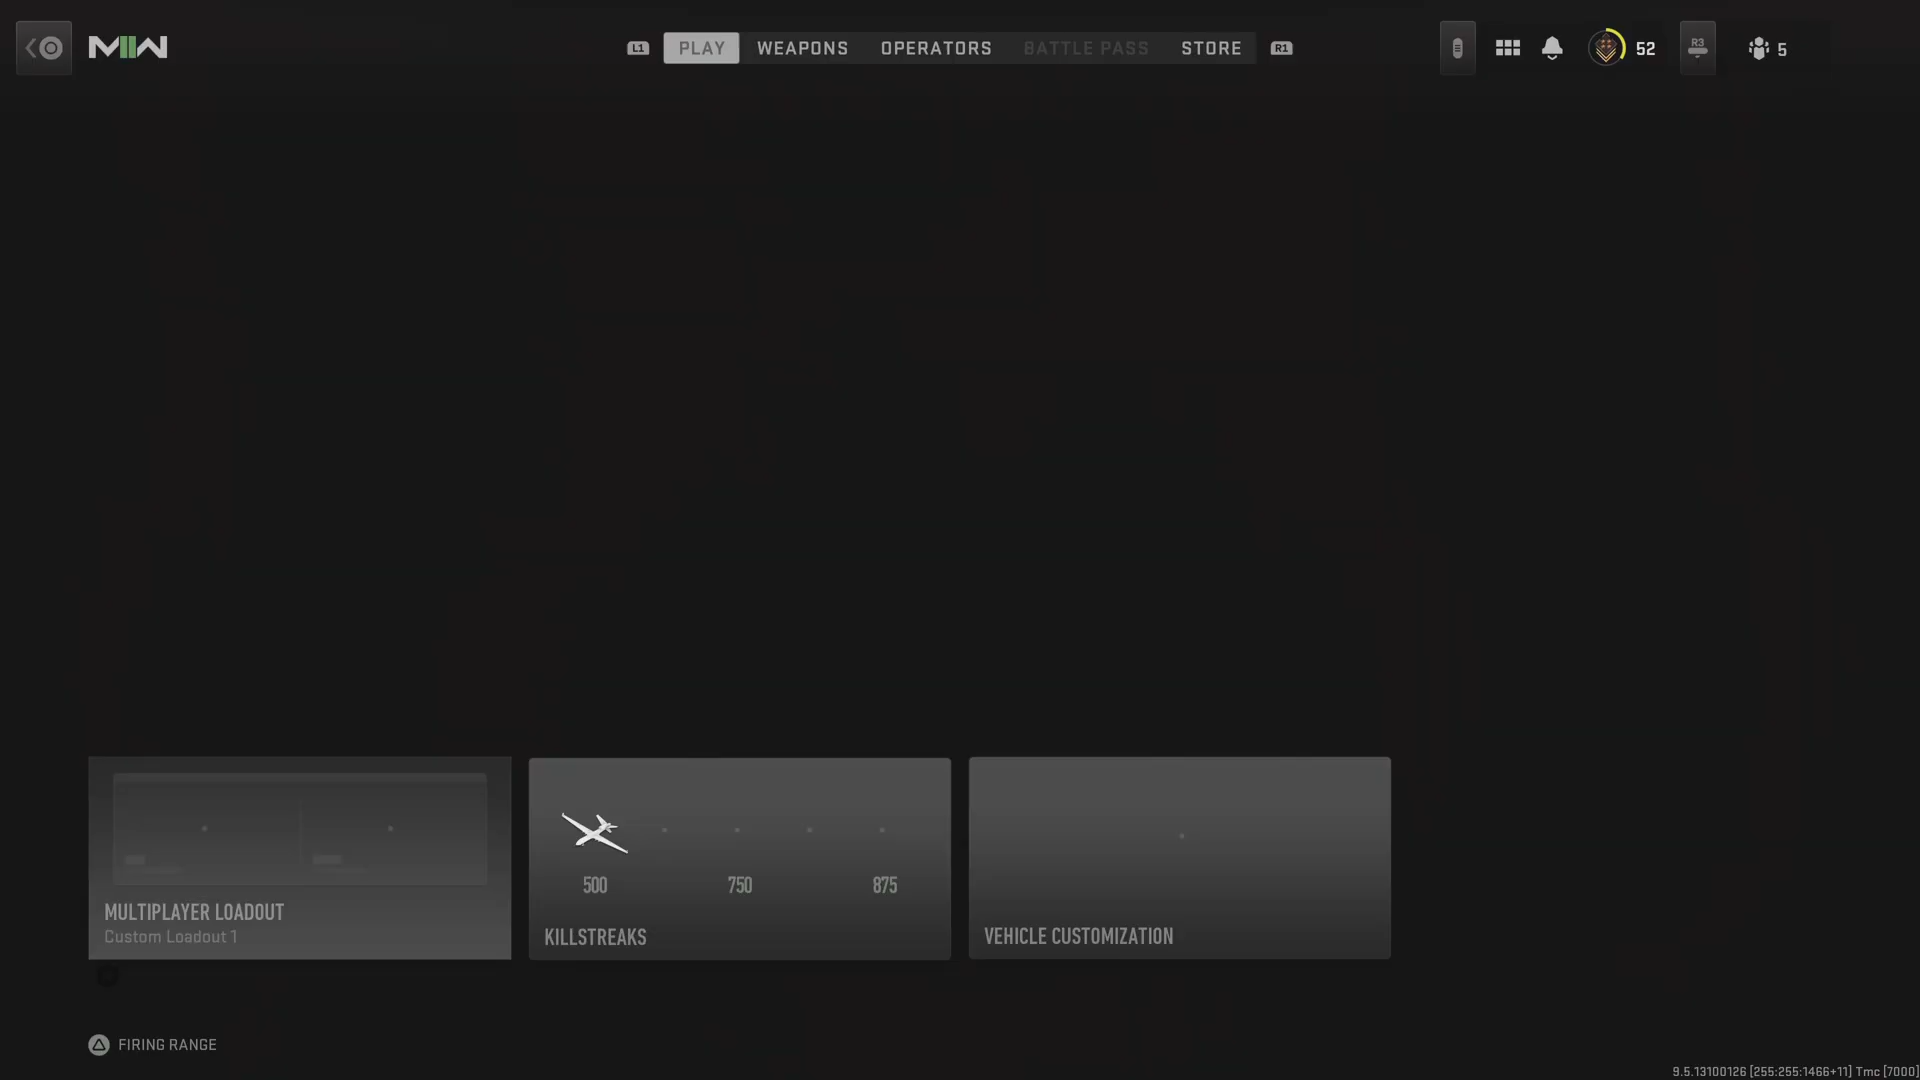 MIIW
L1 PLAY WEAPONS OPERATORS BATTLE PASS STORE R1
52
R3
5
500 750 875
MULTIPLAYER LOADOUT
Custom Loadout 1
KILLSTREAKS
VEHICLE CUSTOMIZATION
FIRING RANGE
9.5.13100126 [255:255:1466+11] Tmc [7000]